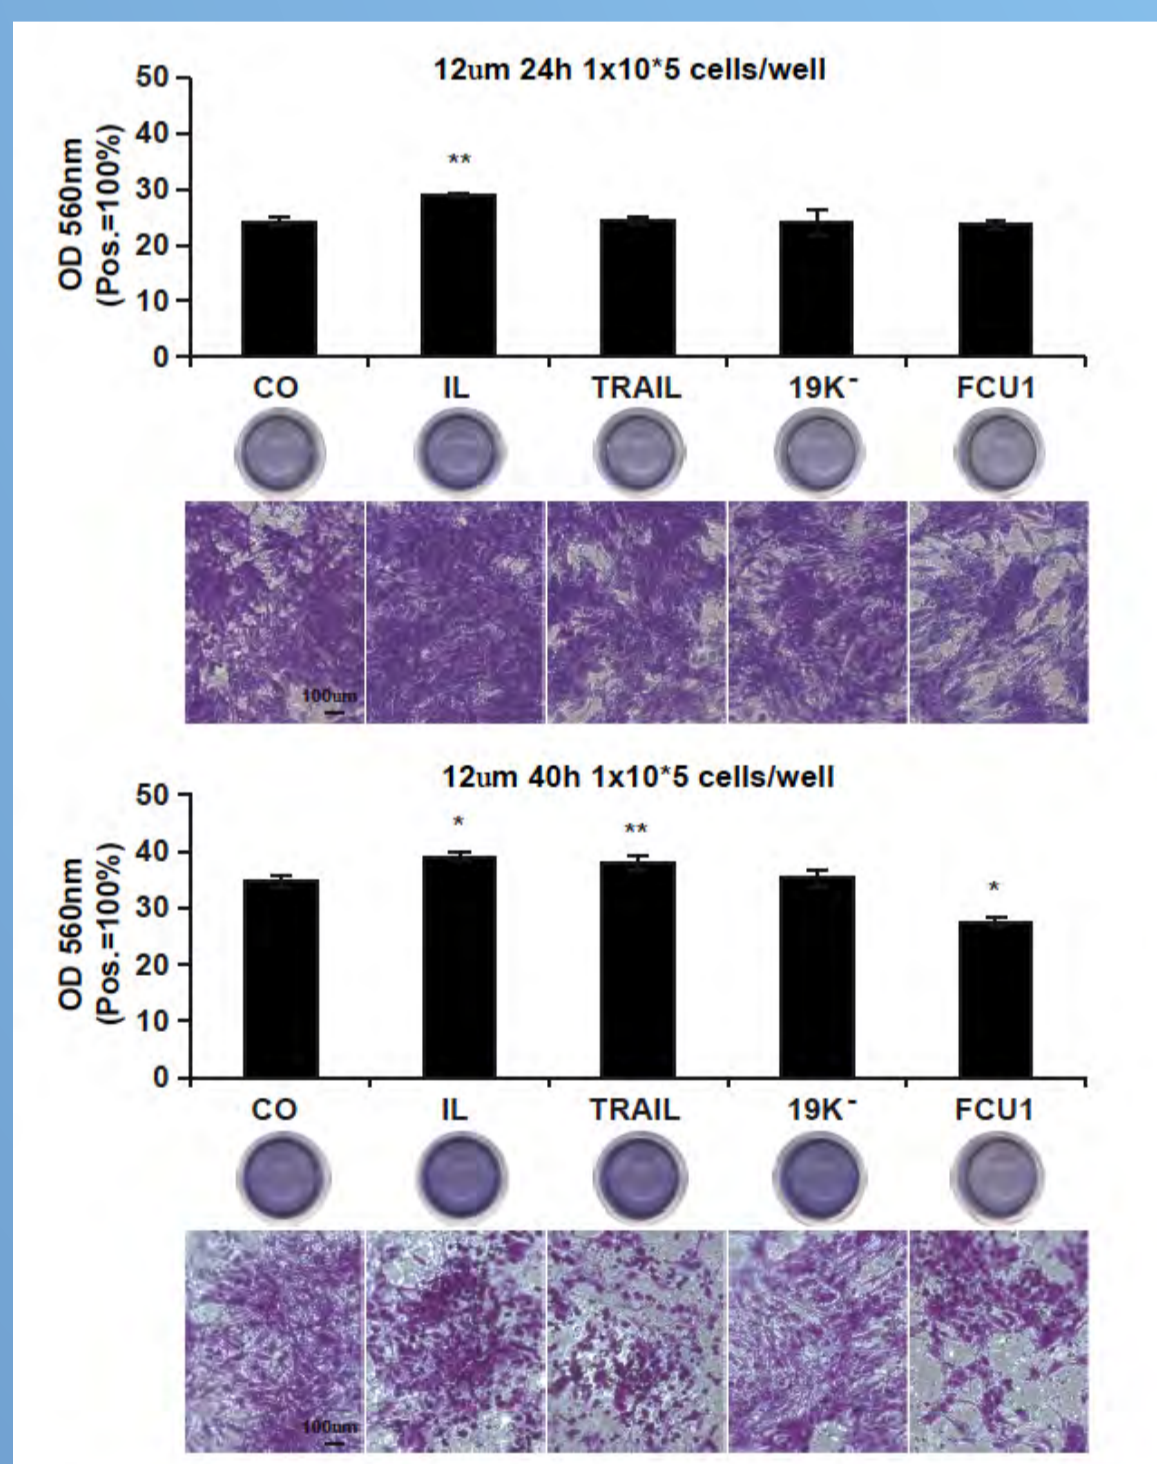 12um 24h 1x10*5 cells/well
OD 560nm
(Pos.=100%)
50
40
30
20
10
0
**
CO IL TRAIL 19K⁻ FCU1
100um
12um 40h 1x10*5 cells/well
OD 560nm
(Pos.=100%)
50
40
30
20
10
0
* ** *
CO IL TRAIL 19K⁻ FCU1
100um